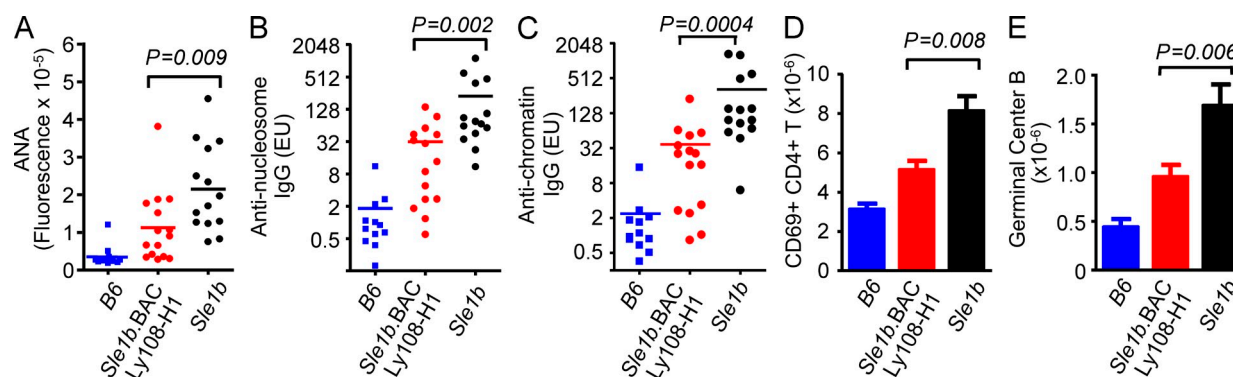 A
ANA
(Fluorescence x 10⁻⁵)
6
5
4
3
2
1
0
P=0.009
B6
Sle1b.BAC
Ly108-H1
Sle1b
B
Anti-nucleosome
IgG (EU)
2048
512
128
32
8
2
0.5
P=0.002
B6
Sle1b.BAC
Ly108-H1
Sle1b
C
Anti-chromatin
IgG (EU)
2048
512
128
32
8
2
0.5
P=0.0004
B6
Sle1b.BAC
Ly108-H1
Sle1b
D
CD69+ CD4+ T (x10⁻⁶)
10
8
6
4
2
0
P=0.008
B6
Sle1b.BAC
Ly108-H1
Sle1b
E
Germinal Center B
(x10⁻⁶)
2.0
1.5
1.0
0.5
0
P=0.006
B6
Sle1b.BAC
Ly108-H1
Sle1b